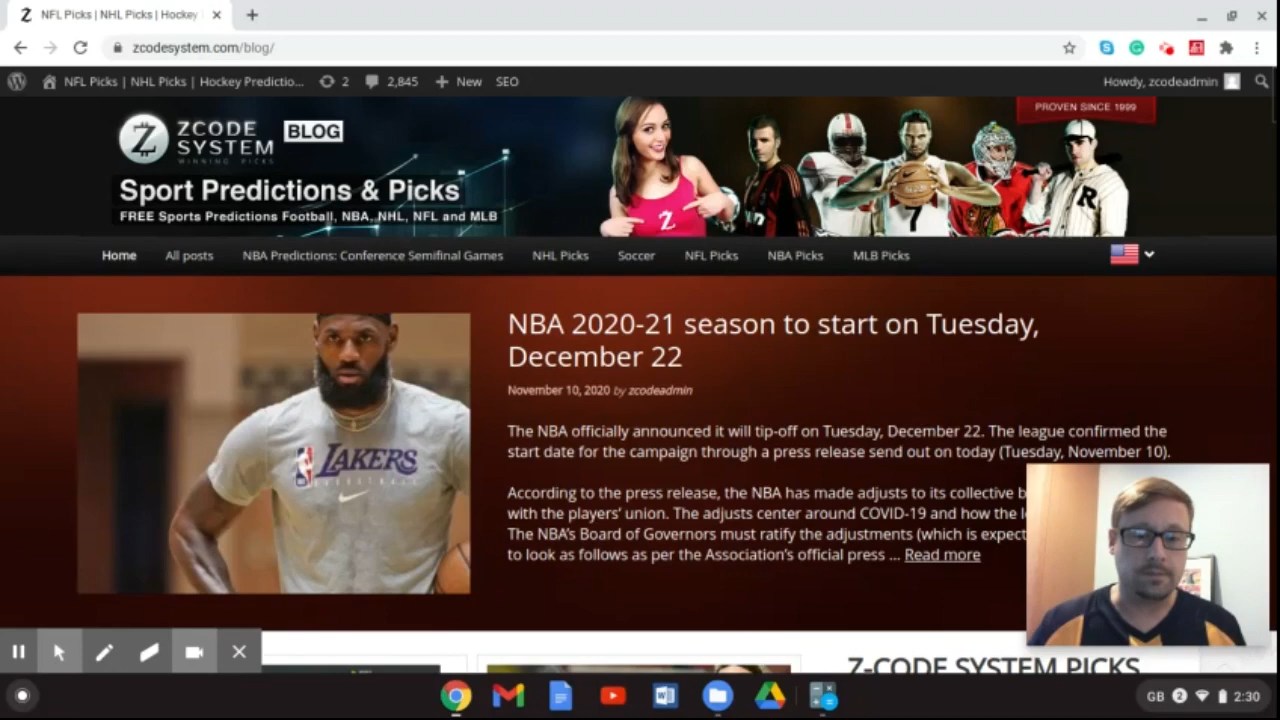 NFL Picks | NHL Picks | Hockey
zcodesystem.com/blog/
NFL Picks | NHL Picks | Hockey Predictio... 2 2,845 New SEO Howdy, zcodeadmin
PROVEN SINCE 1999
ZCODE SYSTEM BLOG
WINNING PICKS
Sport Predictions & Picks
FREE Sports Predictions Football, NBA, NHL, NFL and MLB
Home All posts NBA Predictions: Conference Semifinal Games NHL Picks Soccer NFL Picks NBA Picks MLB Picks
NBA 2020-21 season to start on Tuesday,
December 22
November 10, 2020 by zcodeadmin
The NBA officially announced it will tip-off on Tuesday, December 22. The league confirmed the
start date for the campaign through a press release send out on today (Tuesday, November 10).
According to the press release, the NBA has made adjusts to its collective
with the players' union. The adjusts center around COVID-19 and how the
The NBA's Board of Governors must ratify the adjustments (which is
to look as follows as per the Association's official press ... Read more
LAKERS
Z-CODE SYSTEM PICKS
GB 2 2:30